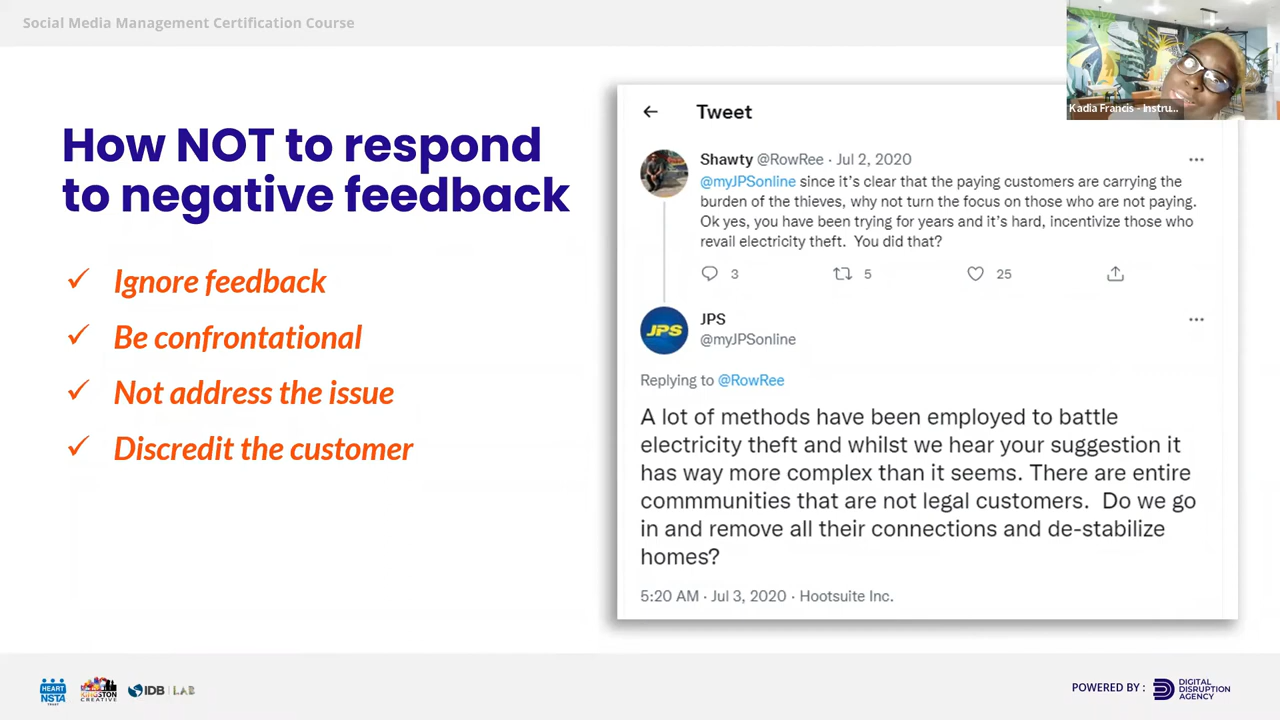 Social Media Management Certification Course
Kadia Francis - Instru...
How NOT to respond
to negative feedback
✓ Ignore feedback
✓ Be confrontational
✓ Not address the issue
✓ Discredit the customer
Tweet
Shawty @RowRee · Jul 2, 2020
@myJPSonline since it's clear that the paying customers are carrying the
burden of the thieves, why not turn the focus on those who are not paying.
Ok yes, you have been trying for years and it's hard, incentivize those who
revail electricity theft.  You did that?
3 5 25
JPS
JPS
@myJPSonline
Replying to @RowRee
A lot of methods have been employed to battle
electricity theft and whilst we hear your suggestion it
has way more complex than it seems. There are entire
commmunities that are not legal customers.  Do we go
in and remove all their connections and de-stabilize
homes?
5:20 AM · Jul 3, 2020 · Hootsuite Inc.
HEART
NSTA
TRUST
KINGSTON
CREATIVE
IDB | LAB
POWERED BY :
DIGITAL
DISRUPTION
AGENCY